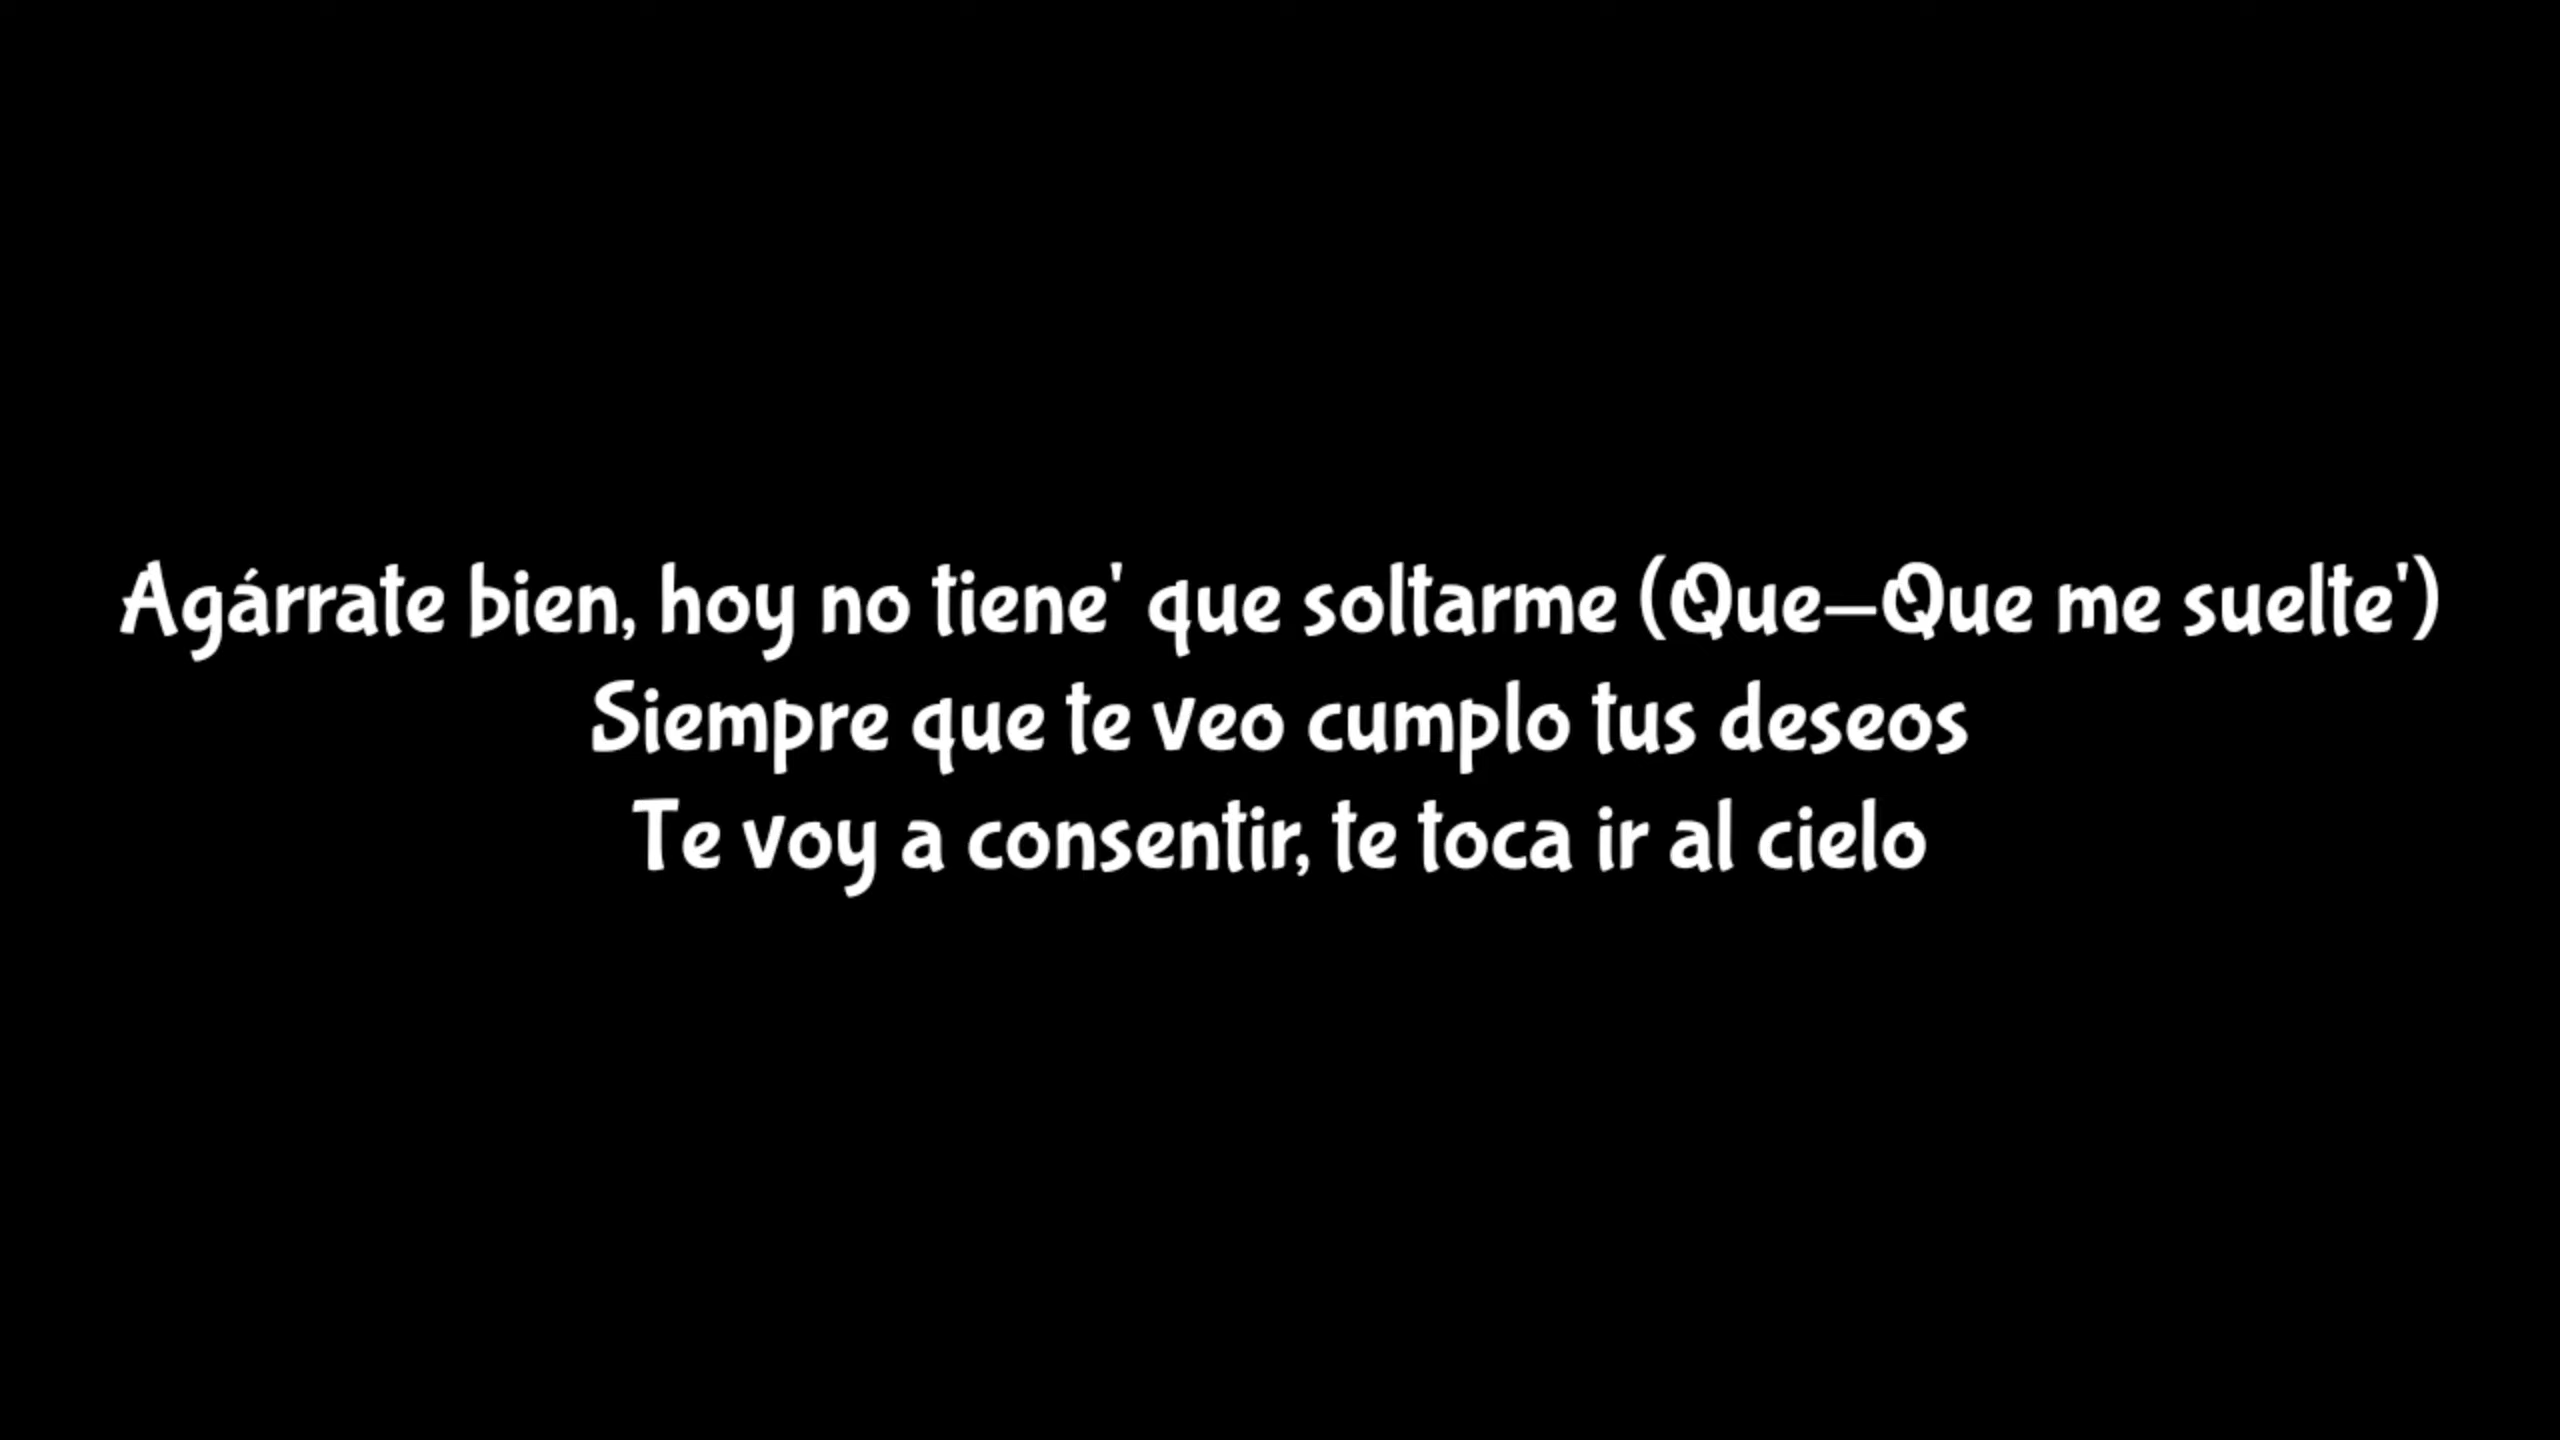 Agárrate bien, hoy no tiene' que soltarme (Que—Que me suelte')
Siempre que te veo cumplo tus deseos
Te voy a consentir, te toca ir al cielo